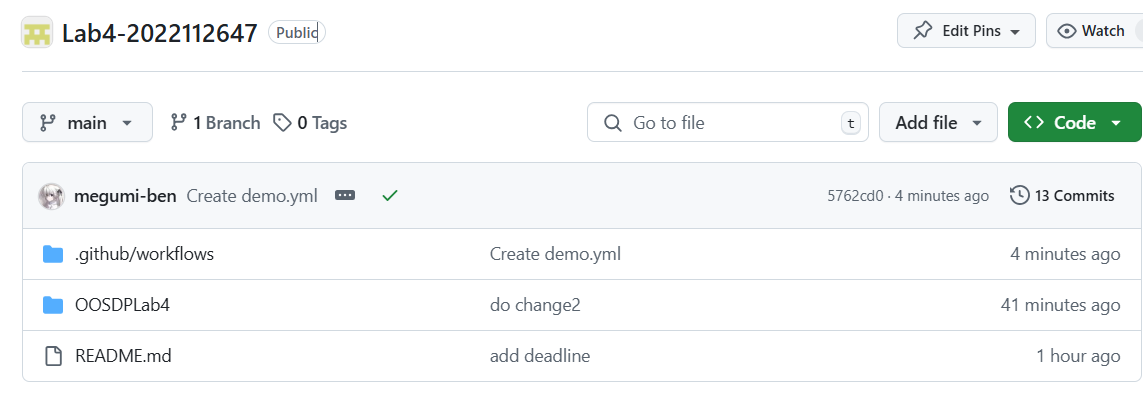 Lab4-2022112647 Public Edit Pins Watch
main 1 Branch 0 Tags Go to file t Add file Code
megumi-ben Create demo.yml 5762cd0 · 4 minutes ago 13 Commits
.github/workflows Create demo.yml 4 minutes ago
OOSDPLab4 do change2 41 minutes ago
README.md add deadline 1 hour ago